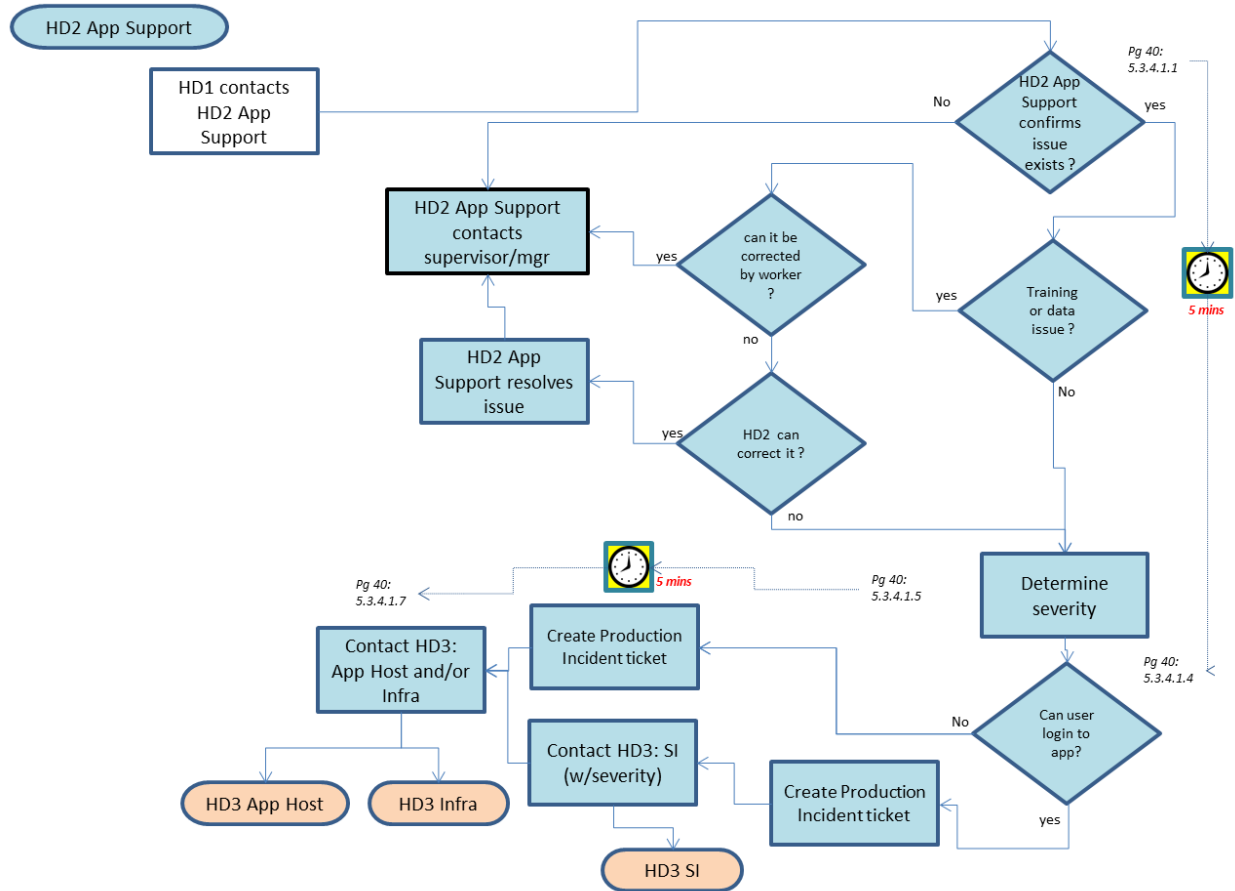 HD2 App Support
HD1 contacts
HD2 App
Support
HD2 App
Support
confirms
issue
exists ?
No
yes
Pg 40:
5.3.4.1.1
HD2 App Support
contacts
supervisor/mgr
yes
can it be
corrected
by worker
?
no
yes
Training
or data
issue ?
No
5 mins
HD2 App
Support resolves
issue
yes
HD2 can
correct it ?
no
Pg 40:
5.3.4.1.7
5 mins
Pg 40:
5.3.4.1.5
Determine
severity
Pg 40:
5.3.4.1.4
Contact HD3:
App Host and/or
Infra
Create Production
Incident ticket
No
Can user
login to
app?
yes
Contact HD3: SI
(w/severity)
Create Production
Incident ticket
HD3 App Host
HD3 Infra
HD3 SI